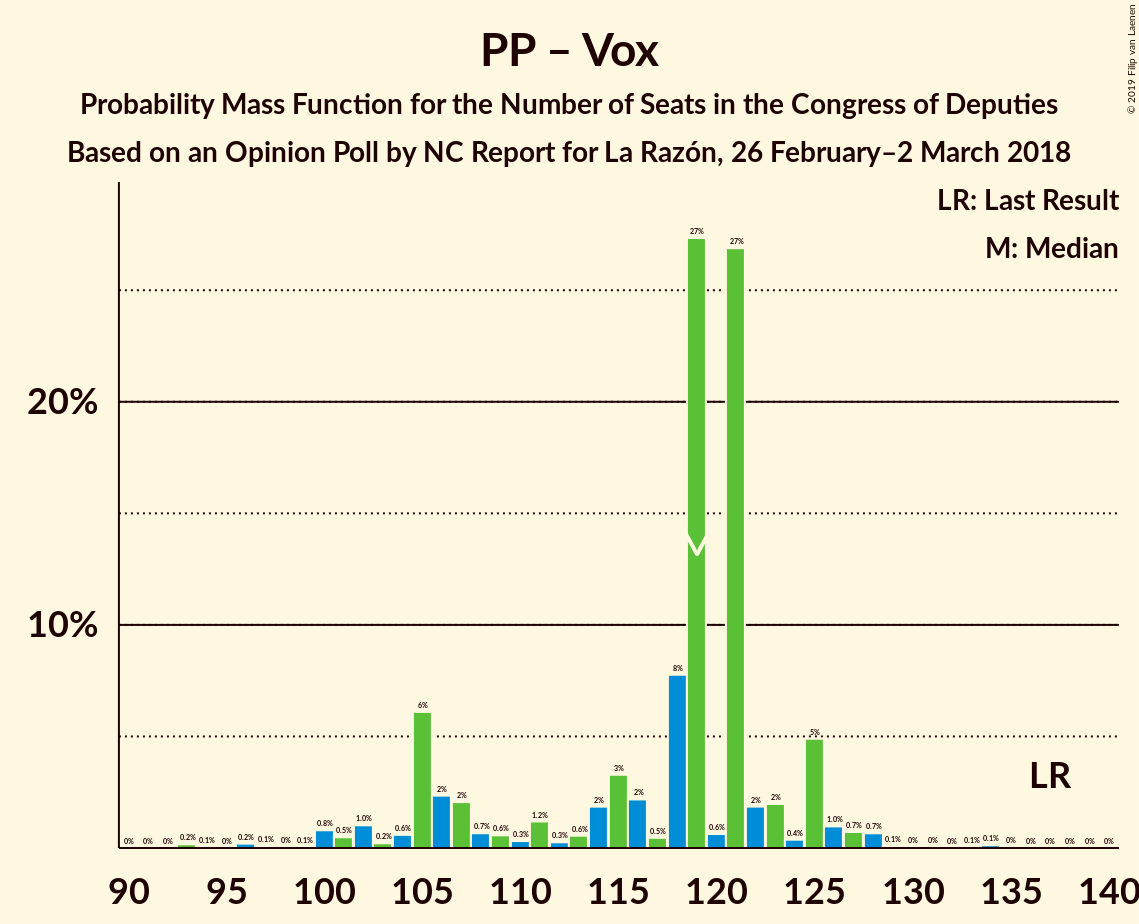 © 2019 Filip van Laenen
PP – Vox
Probability Mass Function for the Number of Seats in the Congress of Deputies
Based on an Opinion Poll by NC Report for La Razón, 26 February–2 March 2018
LR: Last Result
M: Median
20%
10%
0% 0% 0% 0.2% 0.1% 0% 0.2% 0.1% 0% 0.1% 0.8% 0.5% 1.0% 0.2% 0.6% 6% 2% 2% 0.7% 0.6% 0.3% 1.2% 0.3% 0.6% 2% 3% 2% 0.5% 8% 27% 0.6% 27% 2% 2% 0.4% 5% 1.0% 0.7% 0.7% 0.1% 0% 0% 0% 0.1% 0.1% 0% 0% 0% 0% 0% 0%
M
LR
90 95 100 105 110 115 120 125 130 135 140